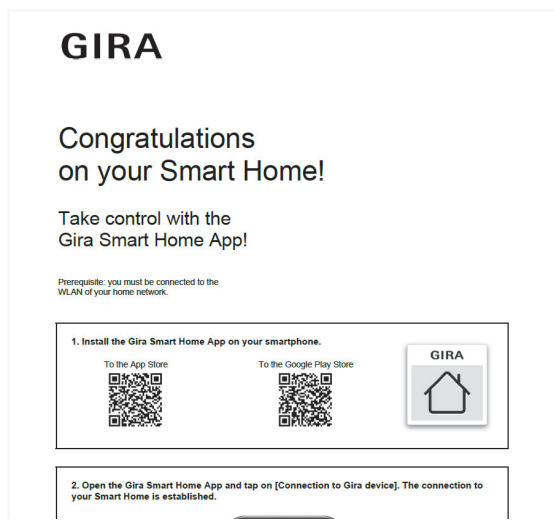 GIRA
Congratulations
on your Smart Home!
Take control with the
Gira Smart Home App!
Prerequisite: you must be connected to the
WLAN of your home network.
1. Install the Gira Smart Home App on your smartphone.
To the App Store
To the Google Play Store
GIRA
2. Open the Gira Smart Home App and tap on [Connection to Gira device]. The connection to
your Smart Home is established.